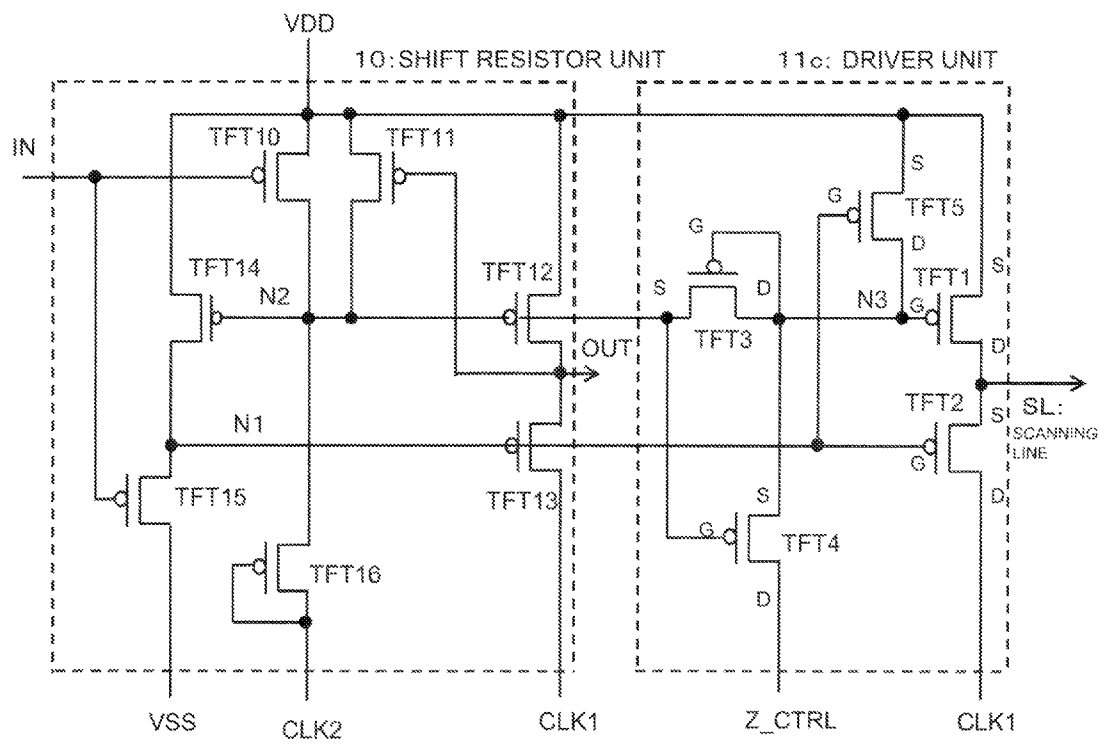 VDD
10: SHIFT RESISTOR UNIT
11c: DRIVER UNIT
IN
TFT10
TFT11
S
G
TFT5
D
G
TFT14
TFT12
S
D
N3
TFT1
S
N2
G
TFT3
OUT
D
SL:
SCANNING
LINE
TFT2
S
N1
G
TFT15
TFT13
S
D
G
TFT4
TFT16
D
VSS
CLK2
CLK1
Z_CTRL
CLK1